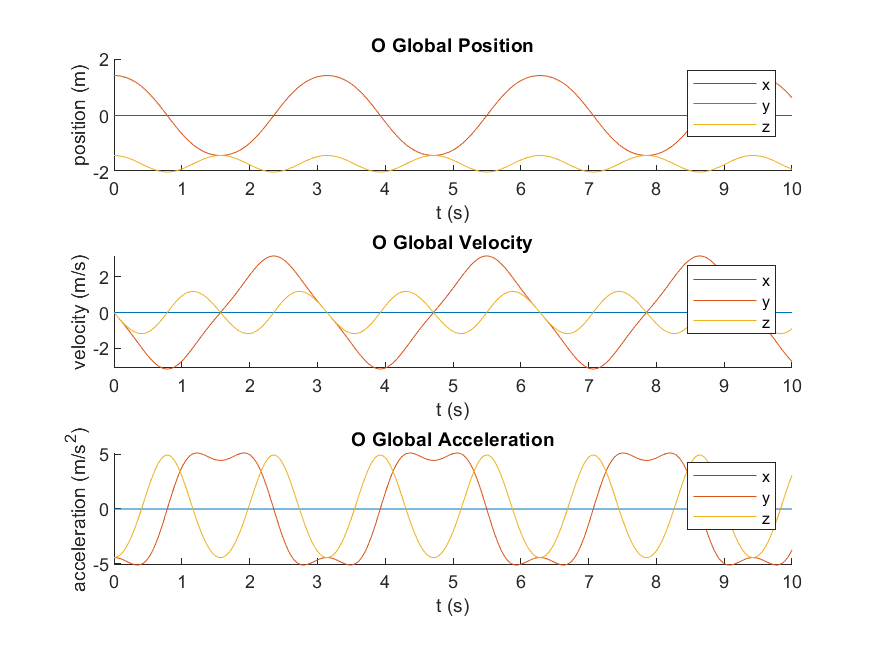 O Global Position
position (m)
2
0
-2
x
y
z
0 1 2 3 4 5 6 7 8 9 10
t (s)
O Global Velocity
velocity (m/s)
2
0
-2
x
y
z
0 1 2 3 4 5 6 7 8 9 10
t (s)
O Global Acceleration
acceleration (m/s²)
5
0
-5
x
y
z
0 1 2 3 4 5 6 7 8 9 10
t (s)